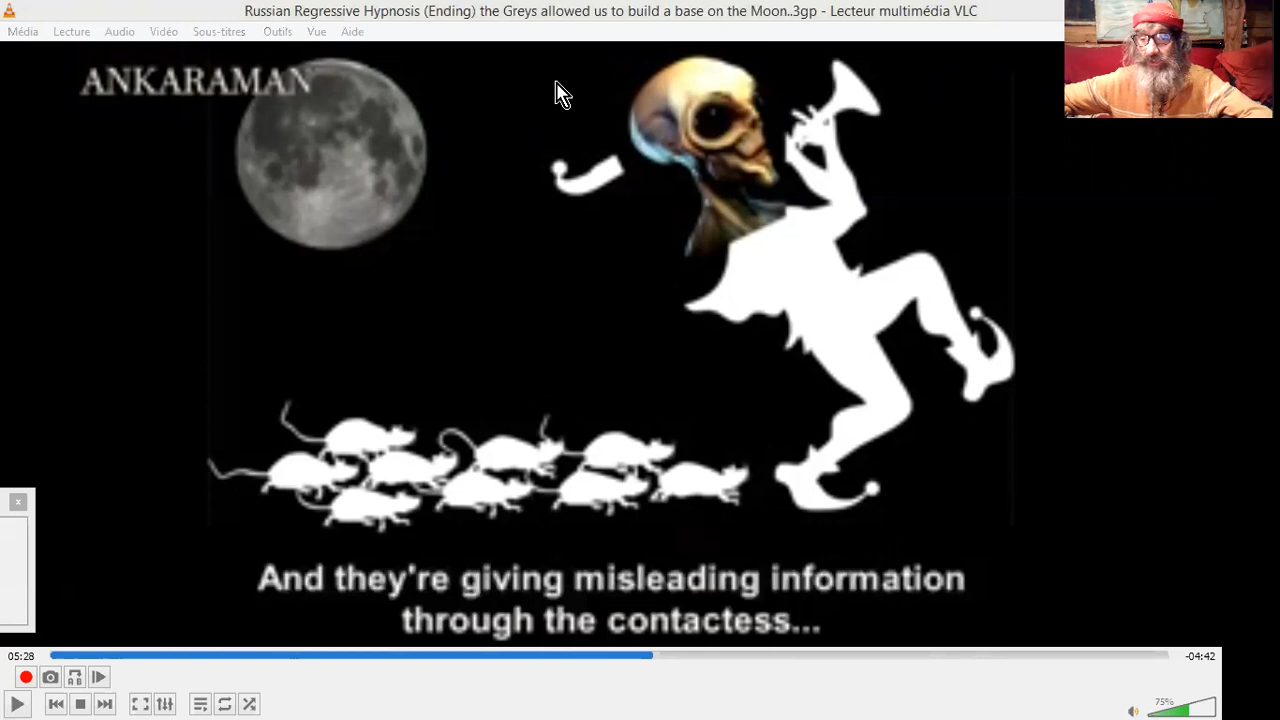 Russian Regressive Hypnosis (Ending) the Greys allowed us to build a base on the Moon..3gp - Lecteur multimédia VLC
Média Lecture Audio Vidéo Sous-titres Outils Vue Aide
ANKARAMAN
And they're giving misleading information
through the contactess...
05:28
-04:42
75%